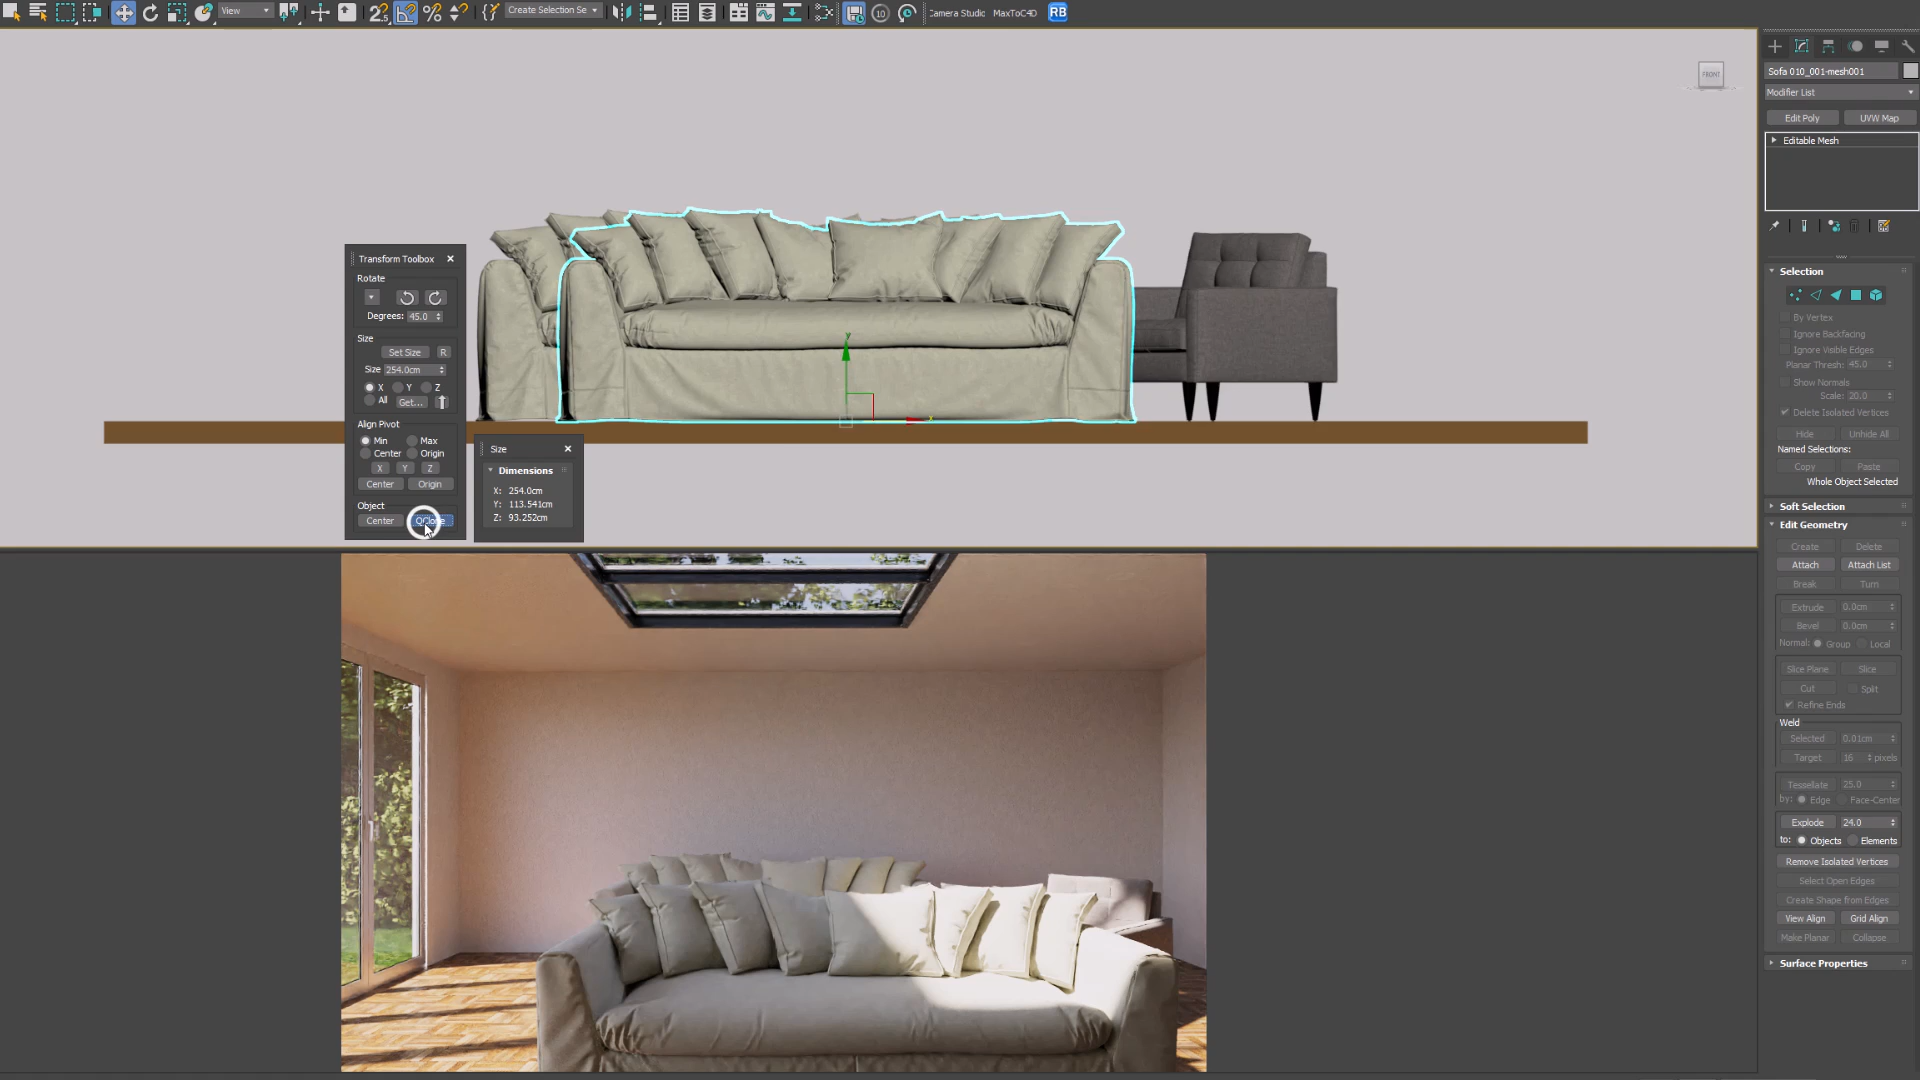 View
Create Selection Se
Camera Studio
MaxToC4D
10
RB
FRONT
Sofa 010_001-mesh001
Modifier List
Edit Poly
UVW Map
Editable Mesh
Transform Toolbox
Rotate
Degrees: 45.0
Size
Set Size
R
Size 254.0cm
X
Y
Z
All
Get...
Align Pivot
Min
Max
Center
Origin
X
Y
Z
Center
Origin
Object
Center
QClone
Size
Dimensions
X: 254.0cm
Y: 113.541cm
Z: 93.252cm
y
x
Selection
By Vertex
Ignore Backfacing
Ignore Visible Edges
Planar Thresh: 45.0
Show Normals
Scale: 20.0
Delete Isolated Vertices
Hide
Unhide All
Named Selections:
Copy
Paste
Whole Object Selected
Soft Selection
Edit Geometry
Create
Delete
Attach
Attach List
Break
Turn
Extrude
0.0cm
Bevel
0.0cm
Normal:
Group
Local
Slice Plane
Slice
Cut
Split
Refine Ends
Weld
Selected
0.01cm
Target
16
pixels
Tessellate
25.0
by:
Edge
Face-Center
Explode
24.0
to:
Objects
Elements
Remove Isolated Vertices
Select Open Edges
Create Shape from Edges
View Align
Grid Align
Make Planar
Collapse
Surface Properties